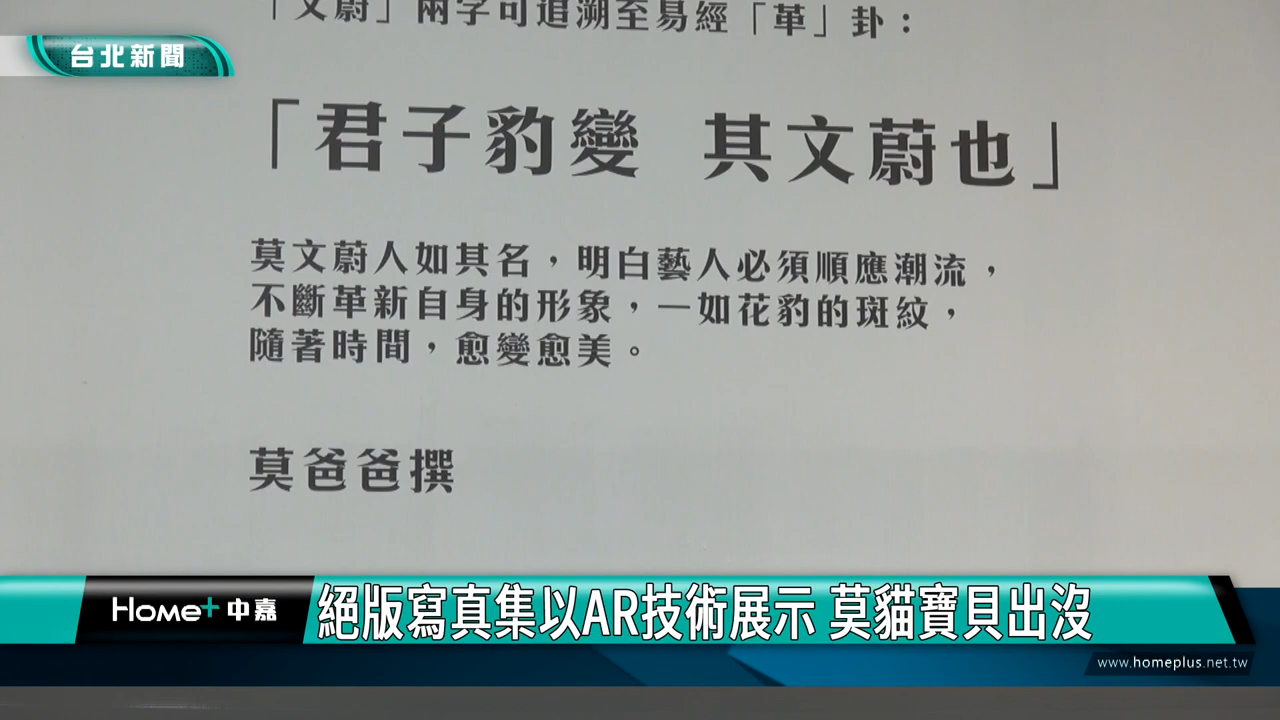 「文蔚」兩字可追溯至易經「革」卦：
台北新聞
「君子豹變 其文蔚也」
莫文蔚人如其名，明白藝人必須順應潮流，
不斷革新自身的形象，一如花豹的斑紋，
隨著時間，愈變愈美。
莫爸爸撰
Home+中嘉
絕版寫真集以AR技術展示 莫貓寶貝出沒
www.homeplus.net.tw